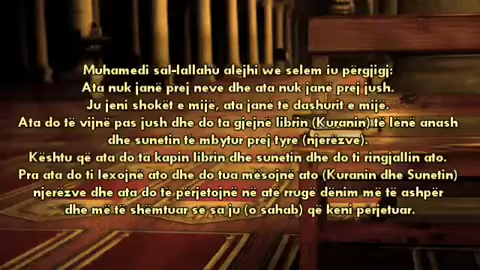 Muhamedi sal-lallahu alejhi we selem iu përgjigj:
Ata nuk janë prej neve dhe ata nuk janë prej jush.
Ju jeni shokët e mijë, ata janë të dashurit e mijë.
Ata do të vijnë pas jush dhe do ta gjejnë librin (Kuranin) të lënë anash
dhe sunetin të mbytur prej tyre (njerëzve).
Kështu që ata do ta kapin librin dhe sunetin dhe do ti ringjallin ato.
Pra ata do ti lexojnë ato dhe do tua mësojnë ato (Kuranin dhe Sunetin)
njerëzve dhe ata do të përjetojnë në atë rrugë dënim më të ashpër
dhe më të shëmtuar se sa ju (o sahab) që keni përjetuar.